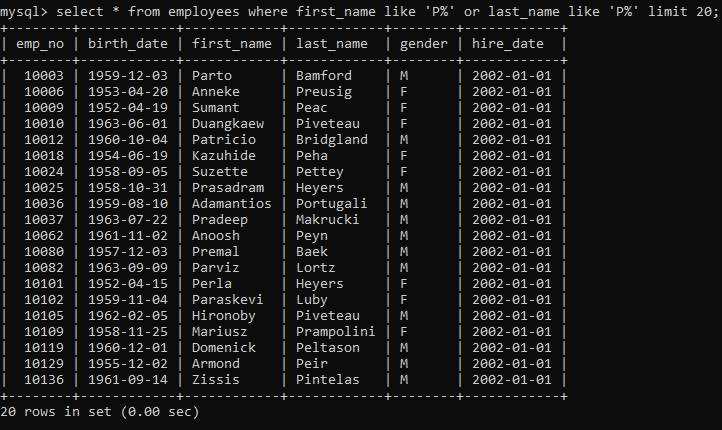 mysql> select * from employees where first_name like 'P%' or last_name like 'P%' limit 20;
+--------+------------+------------+-----------+--------+------------+
| emp_no | birth_date | first_name | last_name | gender | hire_date  |
+--------+------------+------------+-----------+--------+------------+
|  10003 | 1959-12-03 | Parto      | Bamford    | M      | 2002-01-01 |
|  10006 | 1953-04-20 | Anneke     | Preusig    | F      | 2002-01-01 |
|  10009 | 1952-04-19 | Sumant     | Peac       | F      | 2002-01-01 |
|  10010 | 1963-06-01 | Duangkaew  | Piveteau   | F      | 2002-01-01 |
|  10012 | 1960-10-04 | Patricio   | Bridgland  | M      | 2002-01-01 |
|  10018 | 1954-06-19 | Kazuhide   | Peha       | F      | 2002-01-01 |
|  10024 | 1958-09-05 | Suzette    | Pettey     | F      | 2002-01-01 |
|  10025 | 1958-10-31 | Prasadram  | Heyers     | M      | 2002-01-01 |
|  10036 | 1959-08-10 | Adamantios | Portugali  | M      | 2002-01-01 |
|  10037 | 1963-07-22 | Pradeep    | Makrucki   | M      | 2002-01-01 |
|  10062 | 1961-11-02 | Anoosh     | Peyn       | M      | 2002-01-01 |
|  10080 | 1957-12-03 | Premal     | Baek       | M      | 2002-01-01 |
|  10082 | 1963-09-09 | Parviz     | Lortz      | M      | 2002-01-01 |
|  10101 | 1952-04-15 | Perla      | Heyers     | F      | 2002-01-01 |
|  10102 | 1959-11-04 | Paraskevi  | Luby       | F      | 2002-01-01 |
|  10105 | 1962-02-05 | Hironoby   | Piveteau   | M      | 2002-01-01 |
|  10109 | 1958-11-25 | Mariusz    | Prampolini | F      | 2002-01-01 |
|  10119 | 1960-12-01 | Domenick   | Peltason   | M      | 2002-01-01 |
|  10129 | 1955-12-02 | Armond     | Peir       | M      | 2002-01-01 |
|  10136 | 1961-09-14 | Zissis     | Pintelas   | M      | 2002-01-01 |
+--------+------------+------------+------------+--------+------------+
20 rows in set (0.00 sec)